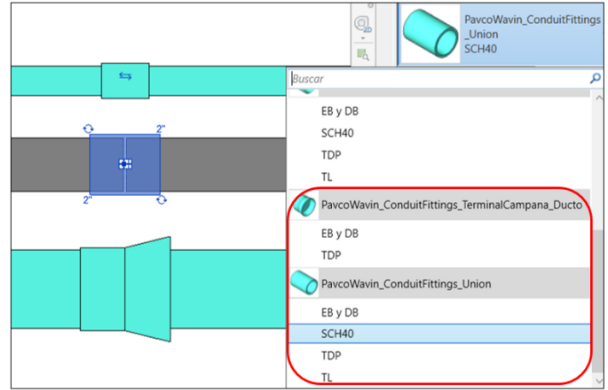 PavcoWavin_ConduitFittings
_Union
SCH40
Buscar
EB y DB
SCH40
TDP
TL
PavcoWavin_ConduitFittings_TerminalCampana_Ducto
EB y DB
TDP
PavcoWavin_ConduitFittings_Union
EB y DB
SCH40
TDP
TL
2"
2"